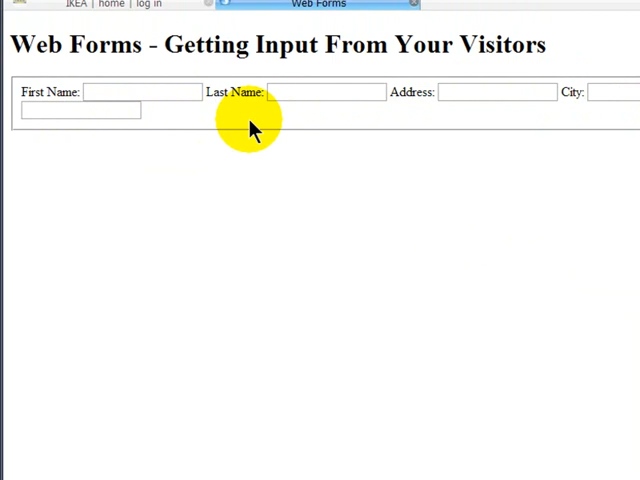 IKEA | home | log in
Web Forms
Web Forms - Getting Input From Your Visitors
First Name: Last Name: Address: City: